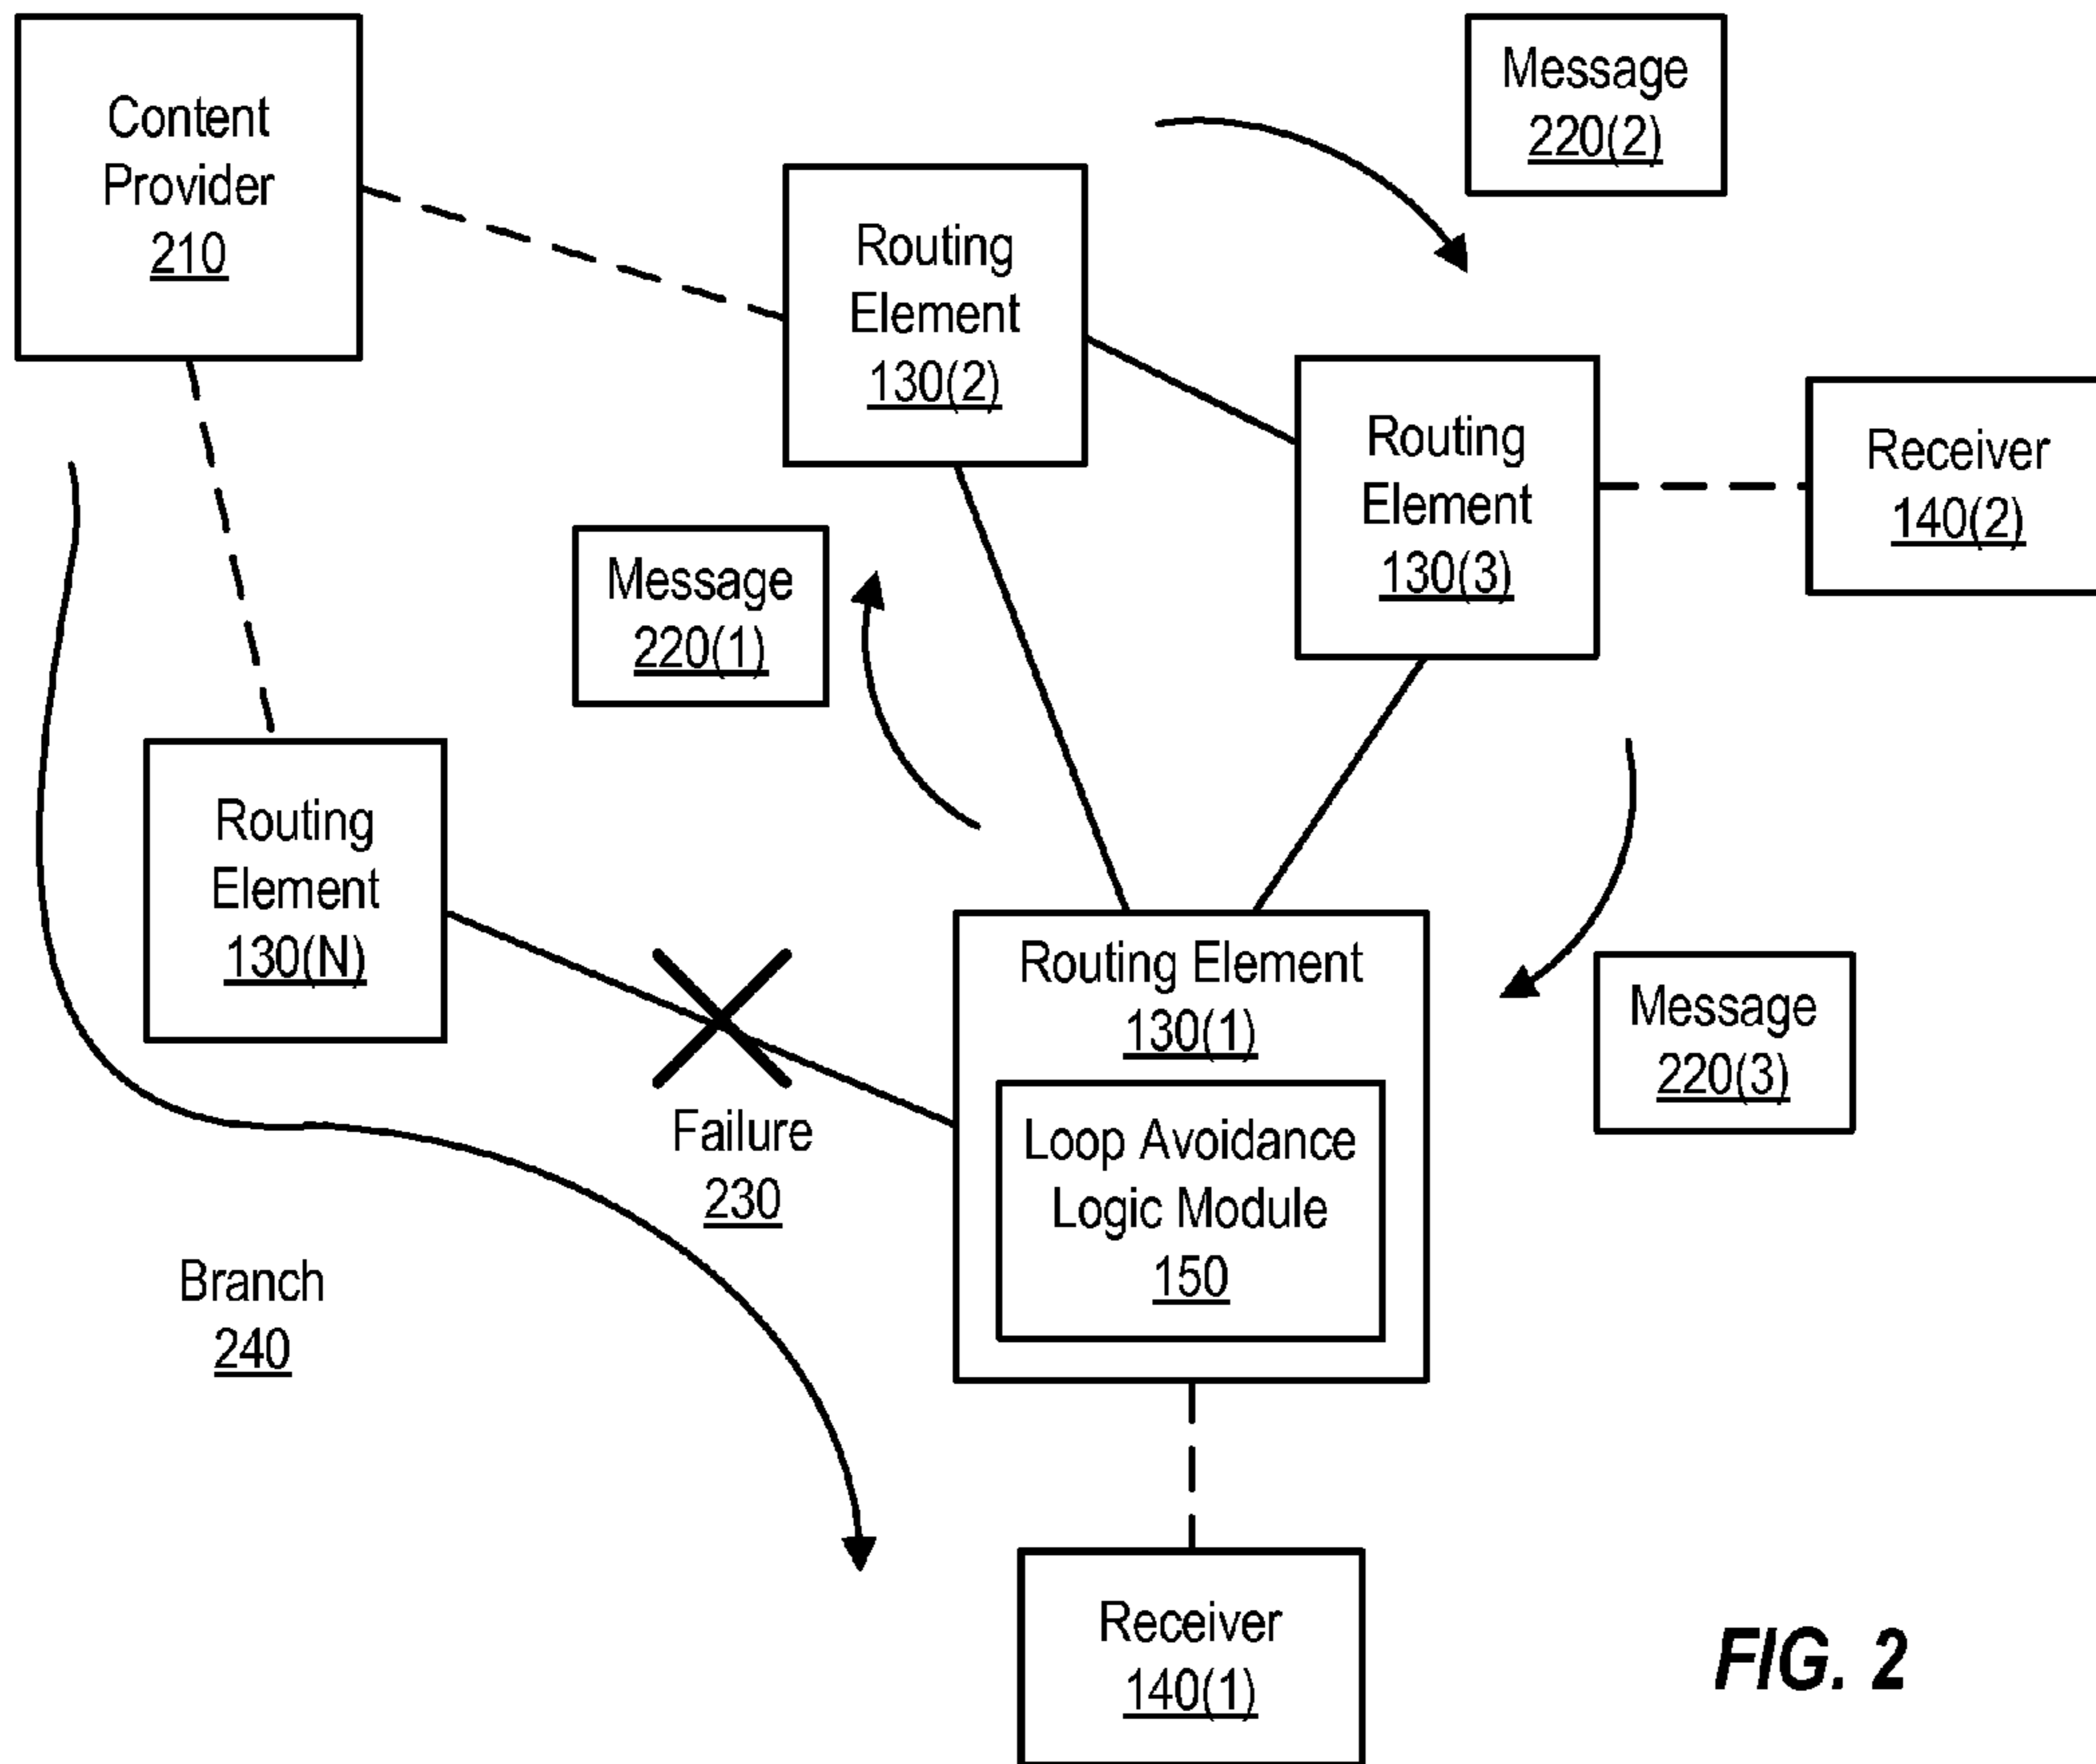 Content
Provider
210
Message
220(2)
Routing
Element
130(2)
Routing
Element
130(3)
Receiver
140(2)
Message
220(1)
Routing
Element
130(N)
Routing Element
130(1)
Loop Avoidance
Logic Module
150
Message
220(3)
Failure
230
Branch
240
Receiver
140(1)
FIG. 2